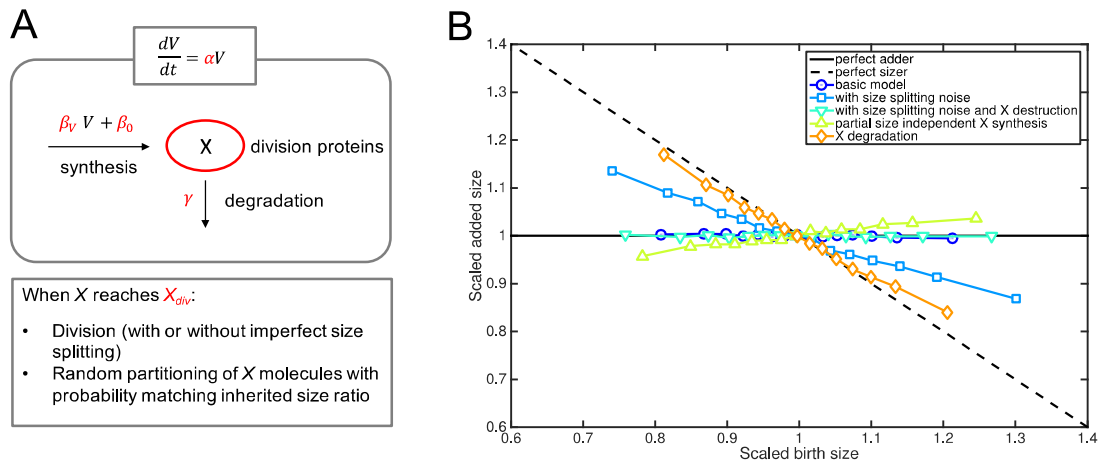 A
dV/dt = αV
β_V V + β_0
synthesis
X
division proteins
γ
degradation
When X reaches X_div:
• Division (with or without imperfect size
splitting)
• Random partitioning of X molecules with
probability matching inherited size ratio
B
Scaled added size
1.4
1.3
1.2
1.1
1
0.9
0.8
0.7
0.6
perfect adder
perfect sizer
basic model
with size splitting noise
with size splitting noise and X destruction
partial size independent X synthesis
X degradation
0.6 0.7 0.8 0.9 1 1.1 1.2 1.3 1.4
Scaled birth size